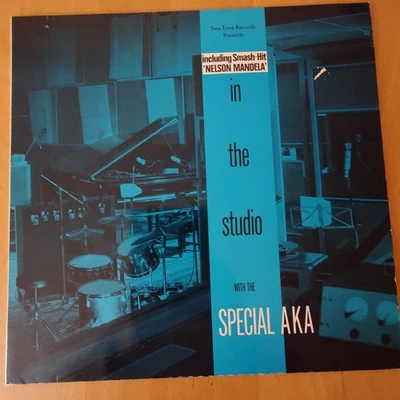 Two Tone Records
Presents
including Smash-Hit
'NELSON MANDELA'
in
the
studio
WITH THE
SPECIAL AKA